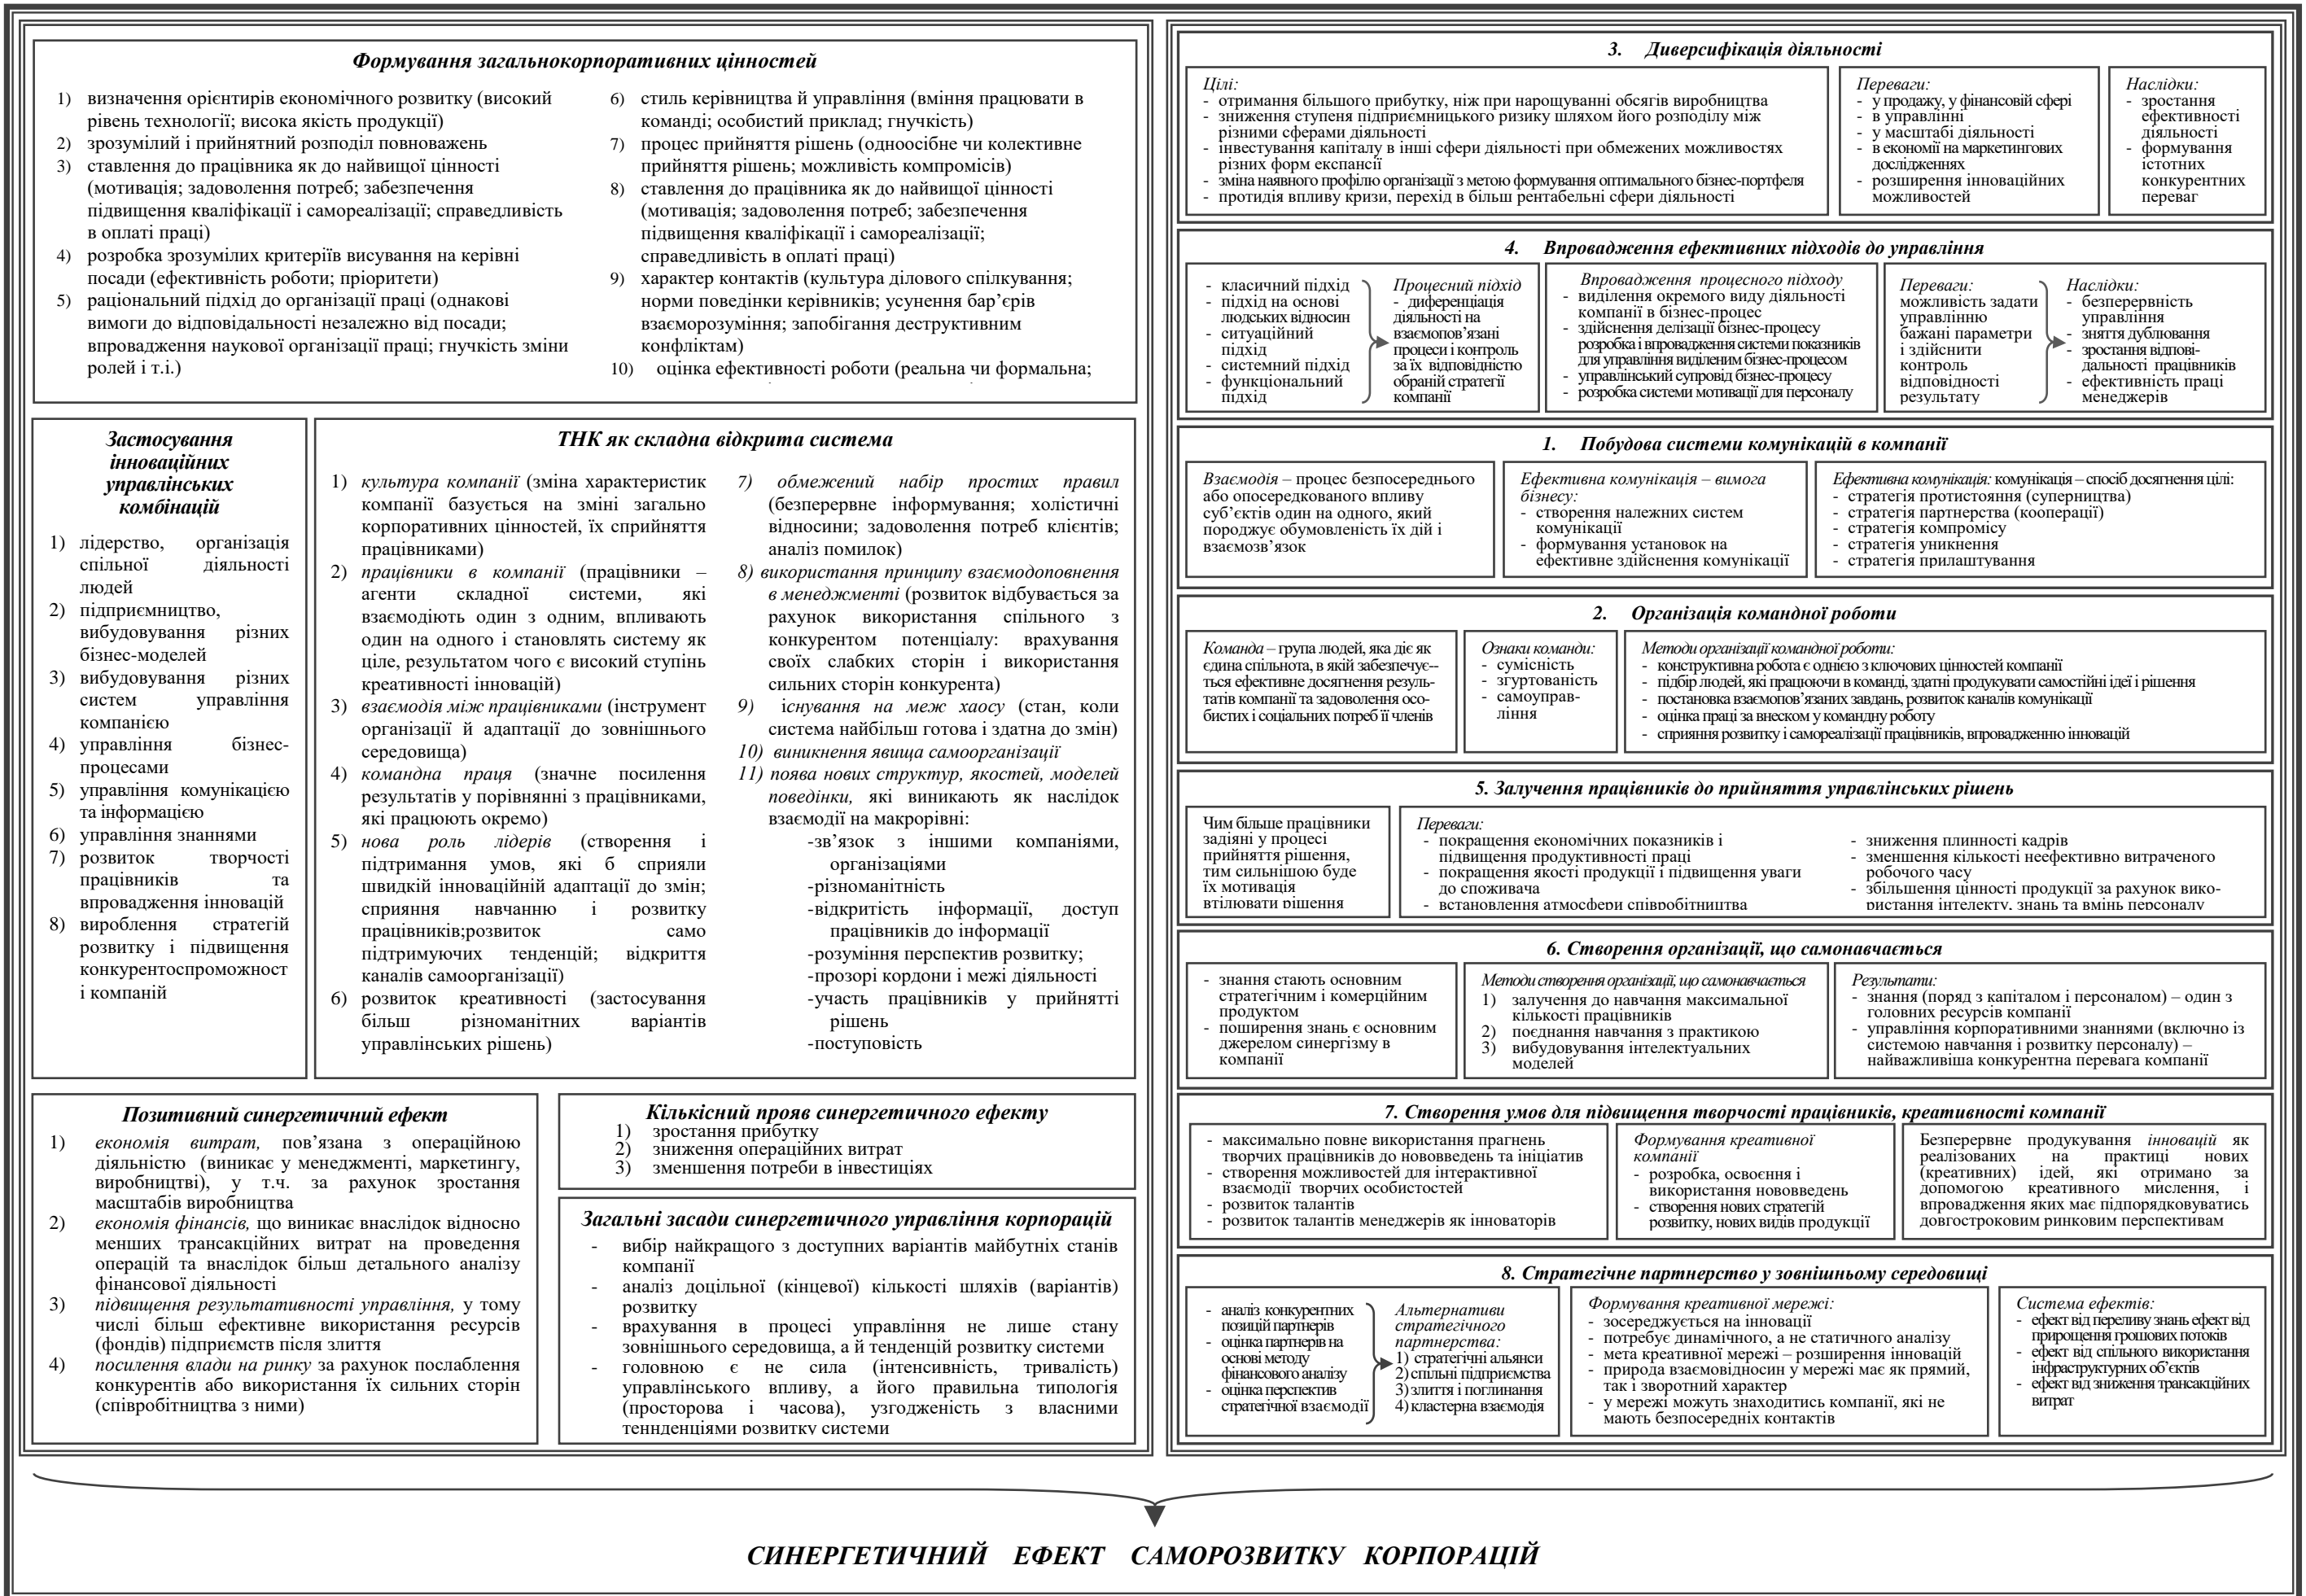 Формування загальнокорпоративних цінностей
1) визначення орієнтирів економічного розвитку (високий
рівень технології; висока якість продукції)
2) зрозумілий і прийнятний розподіл повноважень
3) ставлення до працівника як до найвищої цінності
(мотивація; задоволення потреб; забезпечення
підвищення кваліфікації і самореалізації; справедливість
в оплаті праці)
4) розробка зрозумілих критеріїв висування на керівні
посади (ефективність роботи; пріоритети)
5) раціональний підхід до організації праці (однакові
вимоги до відповідальності незалежно від посади;
впровадження наукової організації праці; гнучкість зміни
ролей і т.і.)
6) стиль керівництва й управління (вміння працювати в
команді; особистий приклад; гнучкість)
7) процес прийняття рішень (одноосібне чи колективне
прийняття рішень; можливість компромісів)
8) ставлення до працівника як до найвищої цінності
(мотивація; задоволення потреб; забезпечення
підвищення кваліфікації і самореалізації;
справедливість в оплаті праці)
9) характер контактів (культура ділового спілкування;
норми поведінки керівників; усунення бар’єрів
взаєморозуміння; запобігання деструктивним
конфліктам)
10) оцінка ефективності роботи (реальна чи формальна;
Застосування
інноваційних
управлінських
комбінацій
1) лідерство, організація
спільної діяльності
людей
2) підприємництво,
вибудовування різних
бізнес-моделей
3) вибудовування різних
систем управління
компанією
4) управління бізнес-
процесами
5) управління комунікацією
та інформацією
6) управління знаннями
7) розвиток творчості
працівників та
впровадження інновацій
8) вироблення стратегій
розвитку і підвищення
конкурентоспроможност
і компаній
ТНК як складна відкрита система
1) культура компанії (зміна характеристик
компанії базується на зміні загально
корпоративних цінностей, їх сприйняття
працівниками)
2) працівники в компанії (працівники –
агенти складної системи, які
взаємодіють один з одним, впливають
один на одного і становлять систему як
ціле, результатом чого є високий ступінь
креативності інновацій)
3) взаємодія між працівниками (інструмент
організації й адаптації до зовнішнього
середовища)
4) командна праця (значне посилення
результатів у порівнянні з працівниками,
які працюють окремо)
5) нова роль лідерів (створення і
підтримання умов, які б сприяли
швидкій інноваційній адаптації до змін;
сприяння навчанню і розвитку
працівників;розвиток само
підтримуючих тенденцій; відкриття
каналів самоорганізації)
6) розвиток креативності (застосування
більш різноманітних варіантів
управлінських рішень)
7) обмежений набір простих правил
(безперервне інформування; холістичні
відносини; задоволення потреб клієнтів;
аналіз помилок)
8) використання принципу взаємодоповнення
в менеджменті (розвиток відбувається за
рахунок використання спільного з
конкурентом потенціалу: врахування
своїх слабких сторін і використання
сильних сторін конкурента)
9) існування на меж хаосу (стан, коли
система найбільш готова і здатна до змін)
10) виникнення явища самоорганізації
11) поява нових структур, якостей, моделей
поведінки, які виникають як наслідок
взаємодії на макрорівні:
-зв’язок з іншими компаніями,
організаціями
-різноманітність
-відкритість інформації, доступ
працівників до інформації
-розуміння перспектив розвитку;
-прозорі кордони і межі діяльності
-участь працівників у прийнятті
рішень
-поступовість
Позитивний синергетичний ефект
1) економія витрат, пов’язана з операційною
діяльністю (виникає у менеджменті, маркетингу,
виробництві), у т.ч. за рахунок зростання
масштабів виробництва
2) економія фінансів, що виникає внаслідок відносно
менших трансакційних витрат на проведення
операцій та внаслідок більш детального аналізу
фінансової діяльності
3) підвищення результативності управління, у тому
числі більш ефективне використання ресурсів
(фондів) підприємств після злиття
4) посилення влади на ринку за рахунок послаблення
конкурентів або використання їх сильних сторін
(співробітництва з ними)
Кількісний прояв синергетичного ефекту
1) зростання прибутку
2) зниження операційних витрат
3) зменшення потреби в інвестиціях
Загальні засади синергетичного управління корпорацій
- вибір найкращого з доступних варіантів майбутніх станів
компанії
- аналіз доцільної (кінцевої) кількості шляхів (варіантів)
розвитку
- врахування в процесі управління не лише стану
зовнішнього середовища, а й тенденцій розвитку системи
- головною є не сила (інтенсивність, тривалість)
управлінського впливу, а його правильна типологія
(просторова і часова), узгодженість з власними
теннденціями розвитку системи
3. Диверсифікація діяльності
Цілі:
- отримання більшого прибутку, ніж при нарощуванні обсягів виробництва
- зниження ступеня підприємницького ризику шляхом його розподілу між
різними сферами діяльності
- інвестування капіталу в інші сфери діяльності при обмежених можливостях
різних форм експансії
- зміна наявного профілю організації з метою формування оптимального бізнес-портфеля
- протидія впливу кризи, перехід в більш рентабельні сфери діяльності
Переваги:
- у продажу, у фінансовій сфері
- в управлінні
- у масштабі діяльності
- в економії на маркетингових
дослідженнях
- розширення інноваційних
можливостей
Наслідки:
- зростання
ефективності
діяльності
- формування
істотних
конкурентних
переваг
4. Впровадження ефективних підходів до управління
- класичний підхід
- підхід на основі
людських відносин
- ситуаційний
підхід
- системний підхід
- функціональний
підхід
Процесний підхід
- диференціація
діяльності на
взаємопов’язані
процеси і контроль
за їх відповідністю
обраній стратегії
компанії
Впровадження процесного підходу
- виділення окремого виду діяльності
компанії в бізнес-процес
- здійснення делізації бізнес-процесу
розробка і впровадження системи показників
для управління виділеним бізнес-процесом
- управлінський супровід бізнес-процесу
- розробка системи мотивації для персоналу
Переваги:
можливість задати
управлінню
бажані параметри
і здійснити
контроль
відповідності
результату
Наслідки:
- безперервність
управління
- зняття дублювання
- зростання відпові-
- дальності працівників
- ефективність праці
менеджерів
1. Побудова системи комунікацій в компанії
Взаємодія – процес безпосереднього
або опосередкованого впливу
суб’єктів один на одного, який
породжує обумовленість їх дій і
взаємозв’язок
Ефективна комунікація – вимога
бізнесу:
- створення належних систем
комунікації
- формування установок на
ефективне здійснення комунікації
Ефективна комунікація: комунікація – спосіб досягнення цілі:
- стратегія протистояння (суперництва)
- стратегія партнерства (кооперації)
- стратегія компромісу
- стратегія уникнення
- стратегія прилаштування
2. Організація командної роботи
Команда – група людей, яка діє як
єдина спільнота, в якій забезпечує--
ться ефективне досягнення резуль-
татів компанії та задоволення осо-
бистих і соціальних потреб її членів
Ознаки команди:
- сумісність
- згуртованість
- самоуправ-
ління
Методи організації командної роботи:
- конструктивна робота є однією з ключових цінностей компанії
- підбір людей, які працюючи в команді, здатні продукувати самостійні ідеї і рішення
- постановка взаємопов’язаних завдань, розвиток каналів комунікації
- оцінка праці за внеском у командну роботу
- сприяння розвитку і самореалізації працівників, впровадженню інновацій
5. Залучення працівників до прийняття управлінських рішень
Чим більше працівники
задіяні у процесі
прийняття рішення,
тим сильнішою буде
їх мотивація
втілювати рішення
Переваги:
- покращення економічних показників і
підвищення продуктивності праці
- покращення якості продукції і підвищення уваги
до споживача
- встановлення атмосфери співробітництва
- зниження плинності кадрів
- зменшення кількості неефективно витраченого
робочого часу
- збільшення цінності продукції за рахунок вико-
ристання інтелекту, знань та вмінь персоналу
6. Створення організації, що самонавчається
- знання стають основним
стратегічним і комерційним
продуктом
- поширення знань є основним
джерелом синергізму в
компанії
Методи створення організації, що самонавчається
1) залучення до навчання максимальної
кількості працівників
2) поєднання навчання з практикою
3) вибудовування інтелектуальних
моделей
Результати:
- знання (поряд з капіталом і персоналом) – один з
головних ресурсів компанії
- управління корпоративними знаннями (включно із
системою навчання і розвитку персоналу) –
найважливіша конкурентна перевага компанії
7. Створення умов для підвищення творчості працівників, креативності компанії
- максимально повне використання прагнень
творчих працівників до нововведень та ініціатив
- створення можливостей для інтерактивної
взаємодії творчих особистостей
- розвиток талантів
- розвиток талантів менеджерів як інноваторів
Формування креативної
компанії
- розробка, освоєння і
використання нововведень
- створення нових стратегій
розвитку, нових видів продукції
Безперервне продукування інновацій як
реалізованих на практиці нових
(креативних) ідей, які отримано за
допомогою креативного мислення, і
впровадження яких має підпорядковуватись
довгостроковим ринковим перспективам
8. Стратегічне партнерство у зовнішньому середовищі
- аналіз конкурентних
позицій партнерів
- оцінка партнерів на
основі методу
фінансового аналізу
- оцінка перспектив
стратегічної взаємодії
Альтернативи
стратегічного
партнерства:
1) стратегічні альянси
2) спільні підприємства
3) злиття і поглинання
4) кластерна взаємодія
Формування креативної мережі:
- зосереджується на інновації
- потребує динамічного, а не статичного аналізу
- мета креативної мережі – розширення інновацій
- природа взаємовідносин у мережі має як прямий,
так і зворотний характер
- у мережі можуть знаходитись компанії, які не
мають безпосередніх контактів
Система ефектів:
- ефект від переливу знань ефект від
прирощення грошових потоків
- ефект від спільного використання
інфраструктурних об’єктів
- ефект від зниження трансакційних
витрат
СИНЕРГЕТИЧНИЙ ЕФЕКТ САМОРОЗВИТКУ КОРПОРАЦІЙ